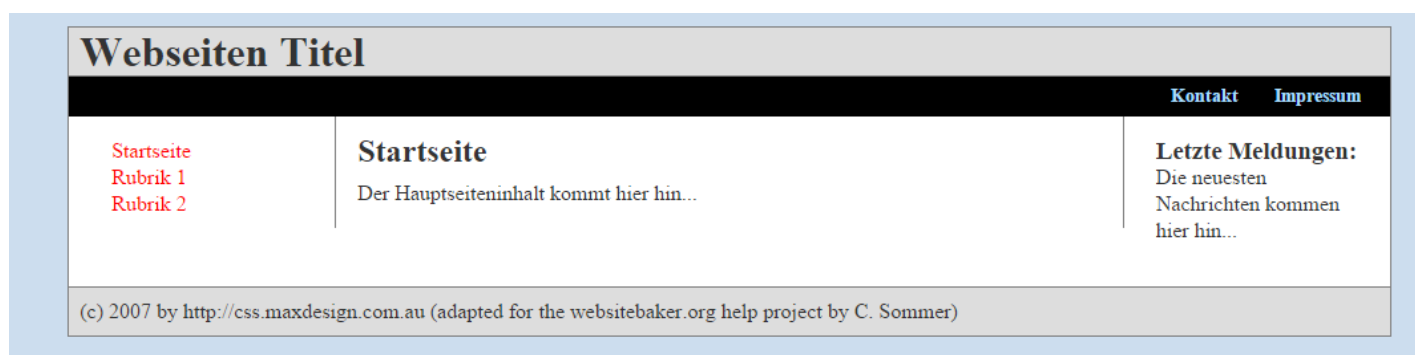 Webseiten Titel
Kontakt Impressum
Startseite
Rubrik 1
Rubrik 2
Startseite
Der Hauptseiteninhalt kommt hier hin...
Letzte Meldungen:
Die neuesten
Nachrichten kommen
hier hin...
(c) 2007 by http://css.maxdesign.com.au (adapted for the websitebaker.org help project by C. Sommer)